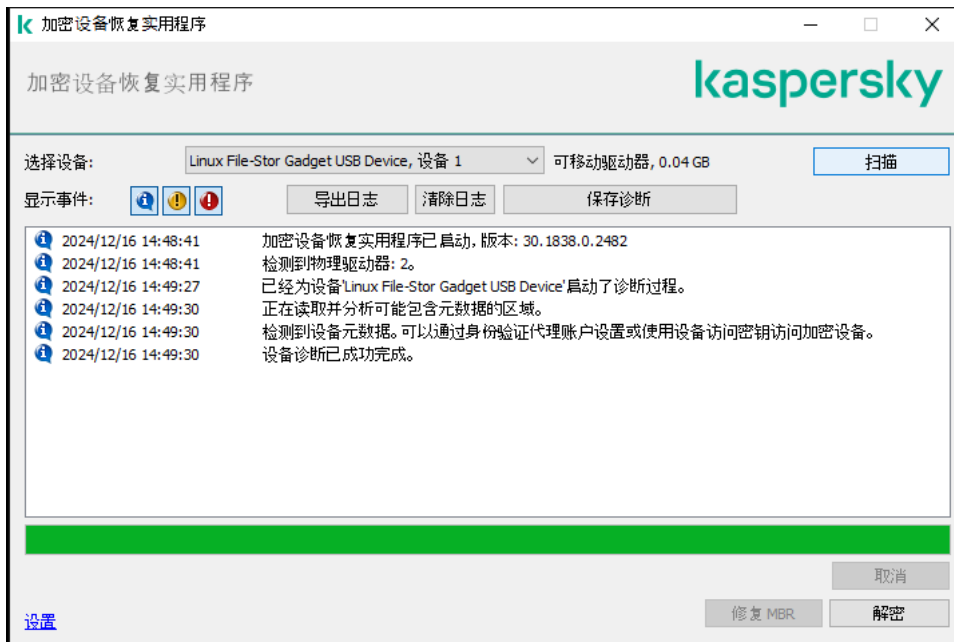 加密设备恢复实用程序
加密设备恢复实用程序
kaspersky
选择设备: Linux File-Stor Gadget USB Device, 设备 1 可移动驱动器, 0.04 GB 扫描
显示事件: 导出日志 清除日志 保存诊断
2024/12/16 14:48:41 加密设备恢复实用程序已启动, 版本: 30.1838.0.2482
2024/12/16 14:48:41 检测到物理驱动器: 2。
2024/12/16 14:49:27 已经为设备'Linux File-Stor Gadget USB Device'启动了诊断过程。
2024/12/16 14:49:30 正在读取并分析可能包含元数据的区域。
2024/12/16 14:49:30 检测到设备元数据。可以通过身份验证代理账户设置或使用设备访问密钥访问加密设备。
2024/12/16 14:49:30 设备诊断已成功完成。
取消
设置 修复 MBR 解密